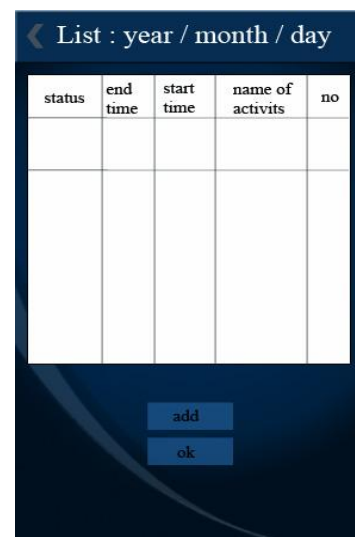 List : year / month / day
status
end
time
start
time
name of
activits
no
add
ok